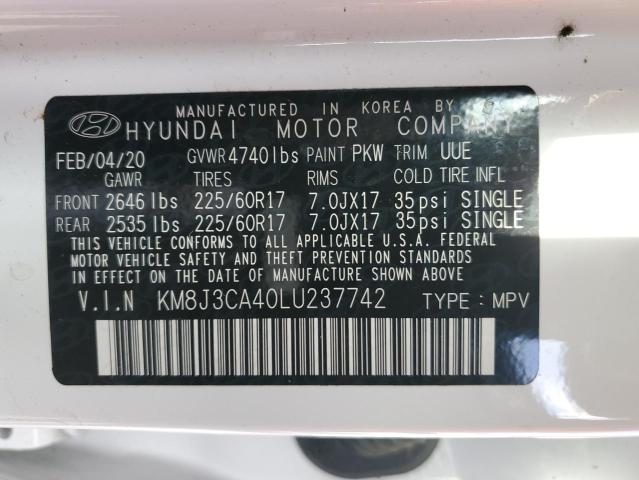 MANUFACTURED IN KOREA BY
HYUNDAI MOTOR COMPANY
FEB/04/20 GVWR 4740lbs PAINT PKW TRIM UUE
GAWR TIRES RIMS COLD TIRE INFL
FRONT 2646 lbs 225/60R17 7.0JX17 35psi SINGLE
REAR 2535 lbs 225/60R17 7.0JX17 35psi SINGLE
THIS VEHICLE CONFORMS TO ALL APPLICABLE U.S.A. FEDERAL
MOTOR VEHICLE SAFETY AND THEFT PREVENTION STANDARDS
IN EFFECT ON THE DATE OF MANUFACTURE SHOWN ABOVE
V.I.N KM8J3CA40LU237742 TYPE : MPV